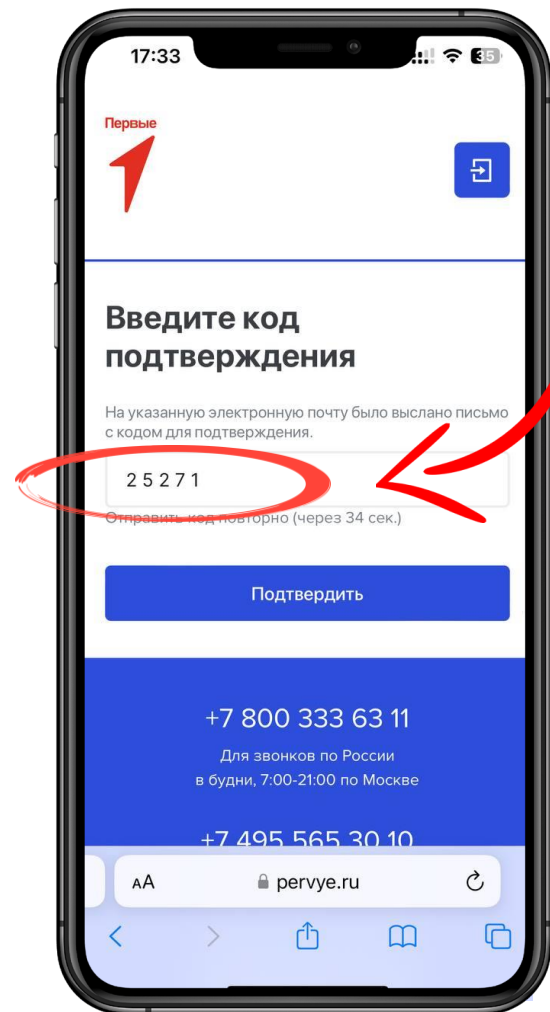 17:33
35
Первые
Введите код
подтверждения
На указанную электронную почту было выслано письмо
с кодом для подтверждения.
2 5 2 7 1
Отправить код повторно (через 34 сек.)
Подтвердить
+7 800 333 63 11
Для звонков по России
в будни, 7:00-21:00 по Москве
+7 495 565 30 10
AA
pervye.ru